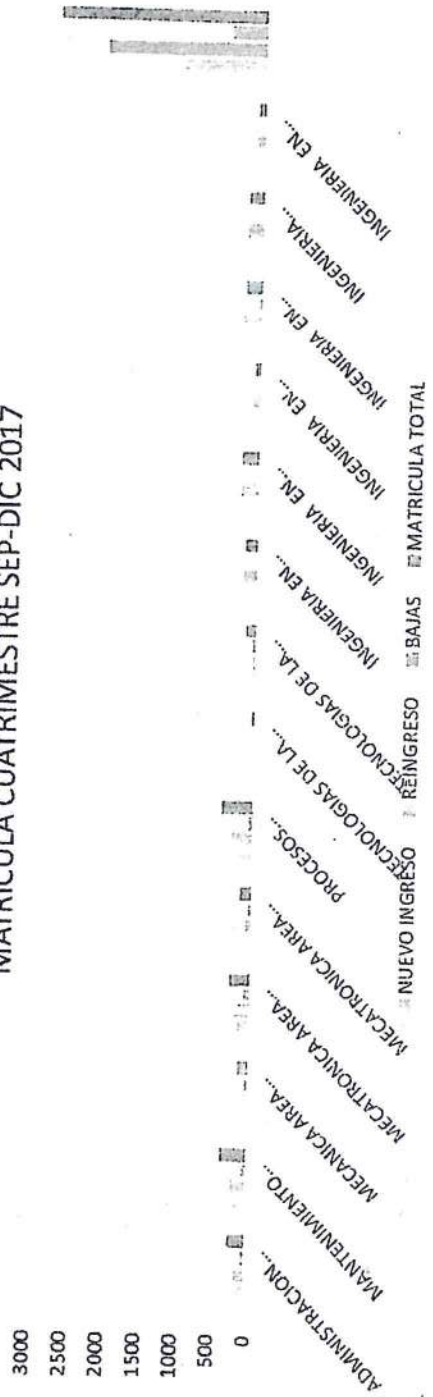 MATRICULA CUATRIMESTRE SEP-DIC 2017
3000
2500
2000
1500
1000
500
0
ADMINISTRACION...
MANTENIMIENTO...
MECANICA AREA...
MECATRONICA AREA...
MECATRONICA AREA...
PROCESOS...
TECNOLOGIAS DE LA...
TECNOLOGIAS DE LA...
INGENIERIA EN...
INGENIERIA EN...
INGENIERIA EN...
INGENIERIA EN...
INGENIERIA...
INGENIERIA EN...
NUEVO INGRESO REINGRESO BAJAS MATRICULA TOTAL